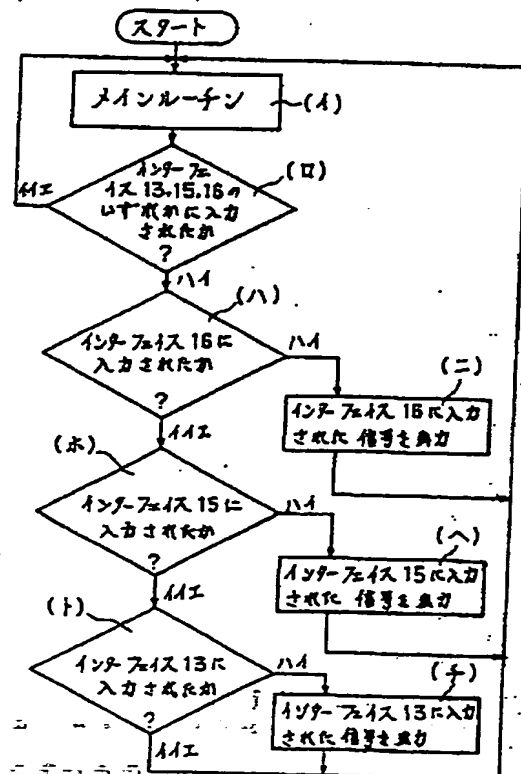 スタート
メインルーチン
(イ)
インターフェ
イス 13.15.16の
いずれかに入力
されたか
?
(ロ)
イイエ
ハイ
(ハ)
インターフェイス 16に
入力されたか
?
ハイ
(ニ)
インターフェイス 16に入力
された 信号を出力
イイエ
(ホ)
インターフェイス 15に
入力されたか
?
ハイ
(ヘ)
インターフェイス 15に入力
された 信号を出力
イイエ
(ト)
インターフェイス 13に
入力されたか
?
ハイ
(チ)
インターフェイス 13に入力
された 信号を出力
イイエ